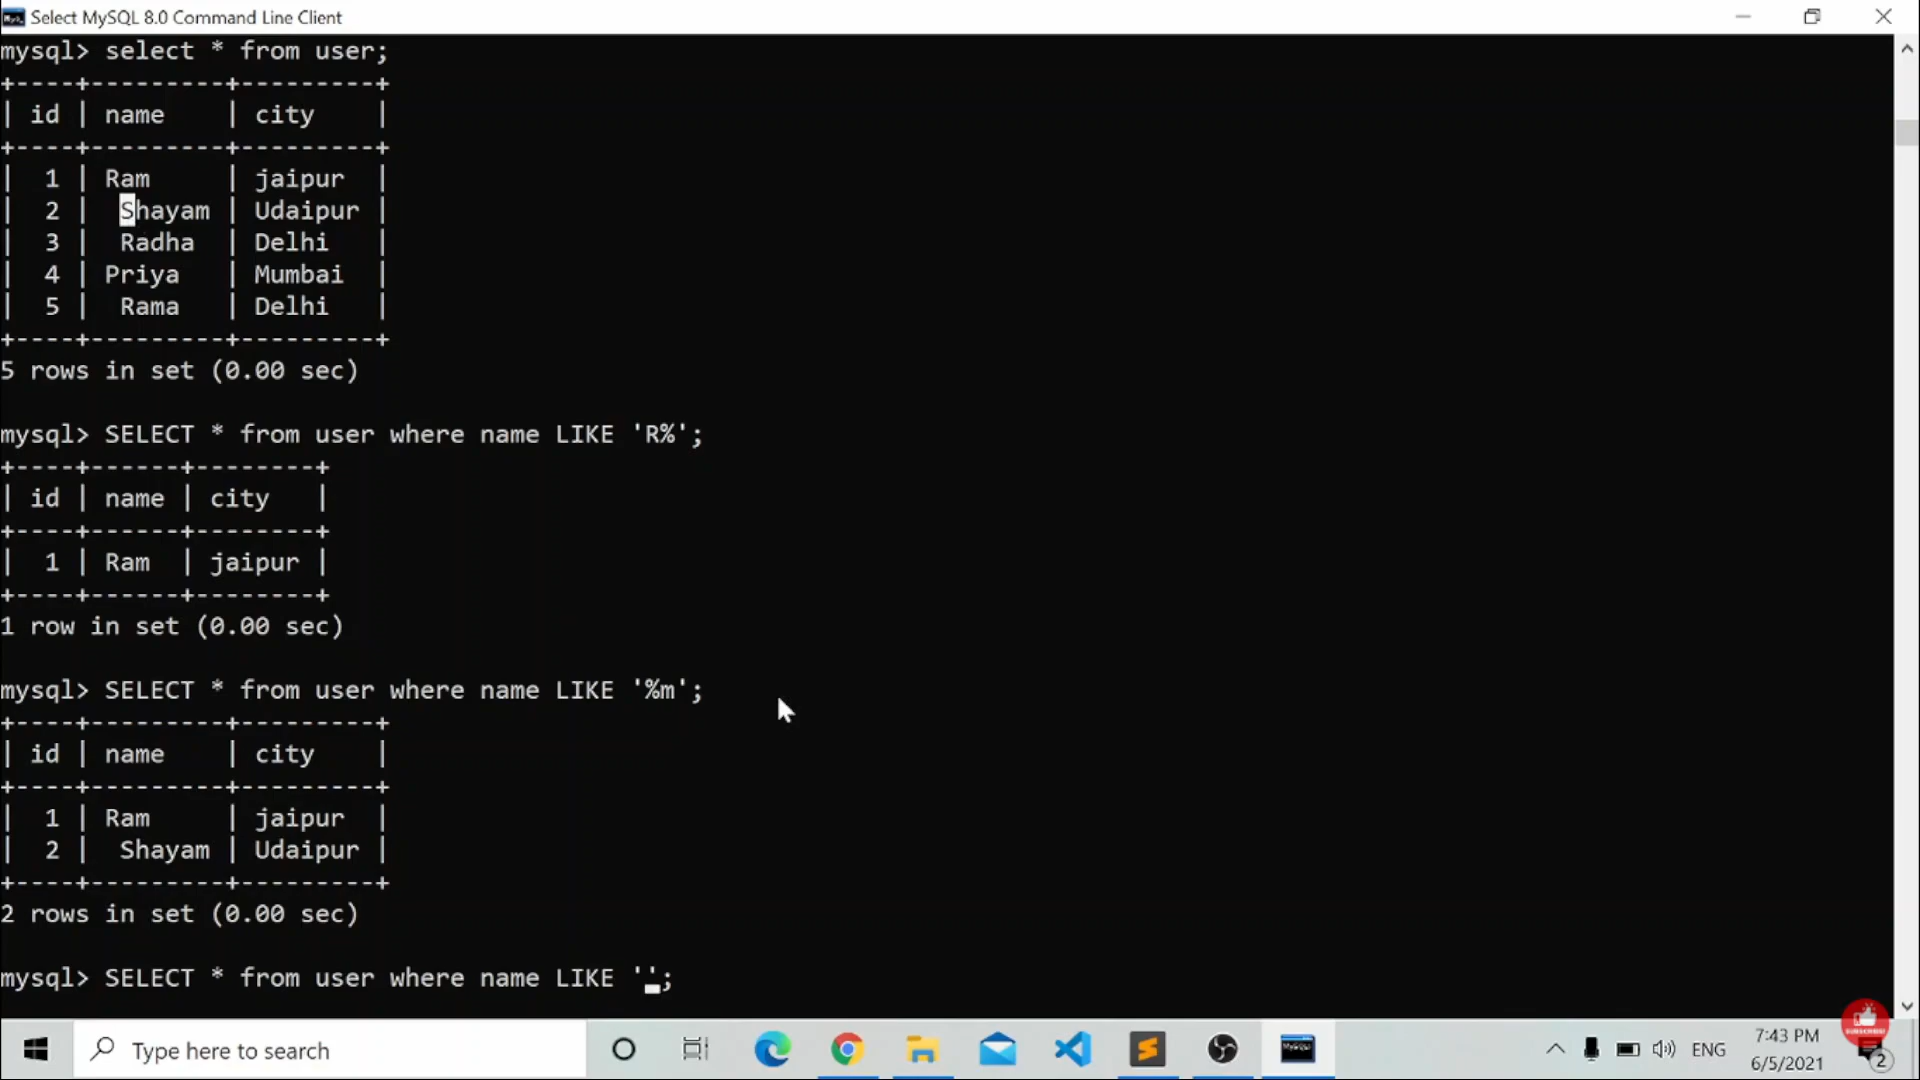 Select MySQL 8.0 Command Line Client
mysql> select * from user;
+----+---------+---------+
| id | name    | city    |
+----+---------+---------+
|  1 | Ram     | jaipur  |
|  2 |  Shayam | Udaipur |
|  3 |  Radha  | Delhi   |
|  4 | Priya   | Mumbai  |
|  5 |  Rama   | Delhi   |
+----+---------+---------+
5 rows in set (0.00 sec)
mysql> SELECT * from user where name LIKE 'R%';
+----+------+--------+
| id | name | city   |
+----+------+--------+
|  1 | Ram  | jaipur |
+----+------+--------+
1 row in set (0.00 sec)
mysql> SELECT * from user where name LIKE '%m';
+----+---------+---------+
| id | name    | city    |
+----+---------+---------+
|  1 | Ram     | jaipur  |
|  2 |  Shayam | Udaipur |
+----+---------+---------+
2 rows in set (0.00 sec)
mysql> SELECT * from user where name LIKE '';
Type here to search
ENG
7:43 PM
6/5/2021
2